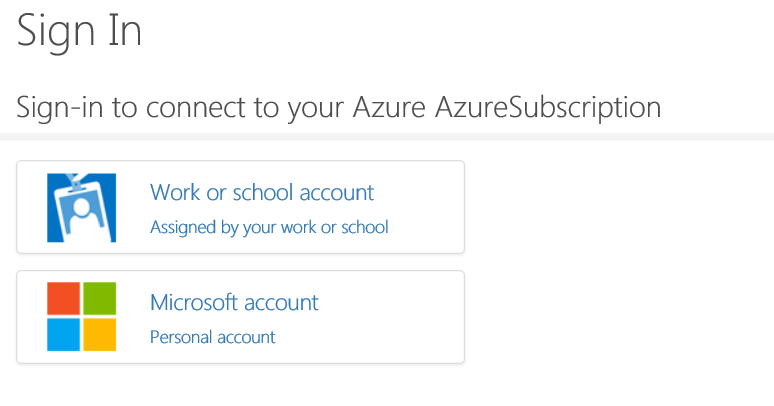 Sign In
Sign-in to connect to your Azure AzureSubscription
Work or school account
Assigned by your work or school
Microsoft account
Personal account